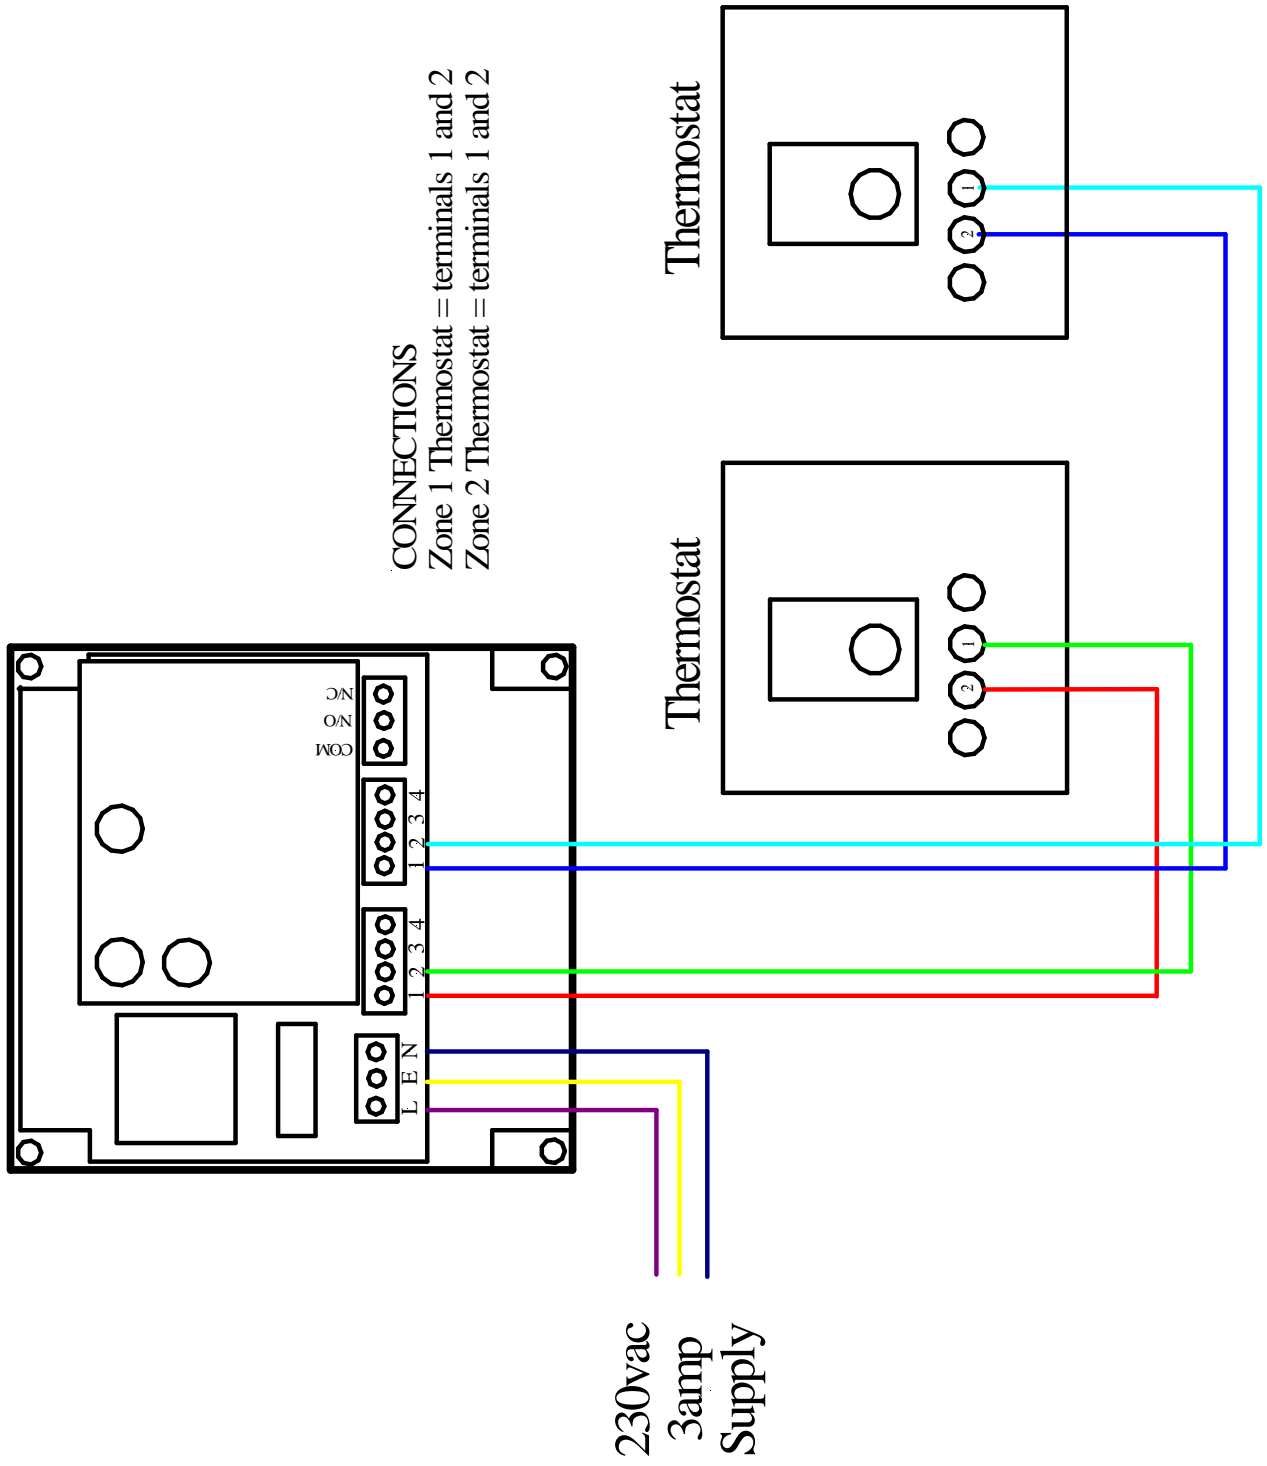 CONNECTIONS
Zone 1 Thermostat = terminals 1 and 2
Zone 2 Thermostat = terminals 1 and 2
L E N
1 2 3 4
1 2 3 4
COM N/O N/C
230vac
3amp
Supply
Thermostat
2 1
Thermostat
2 1